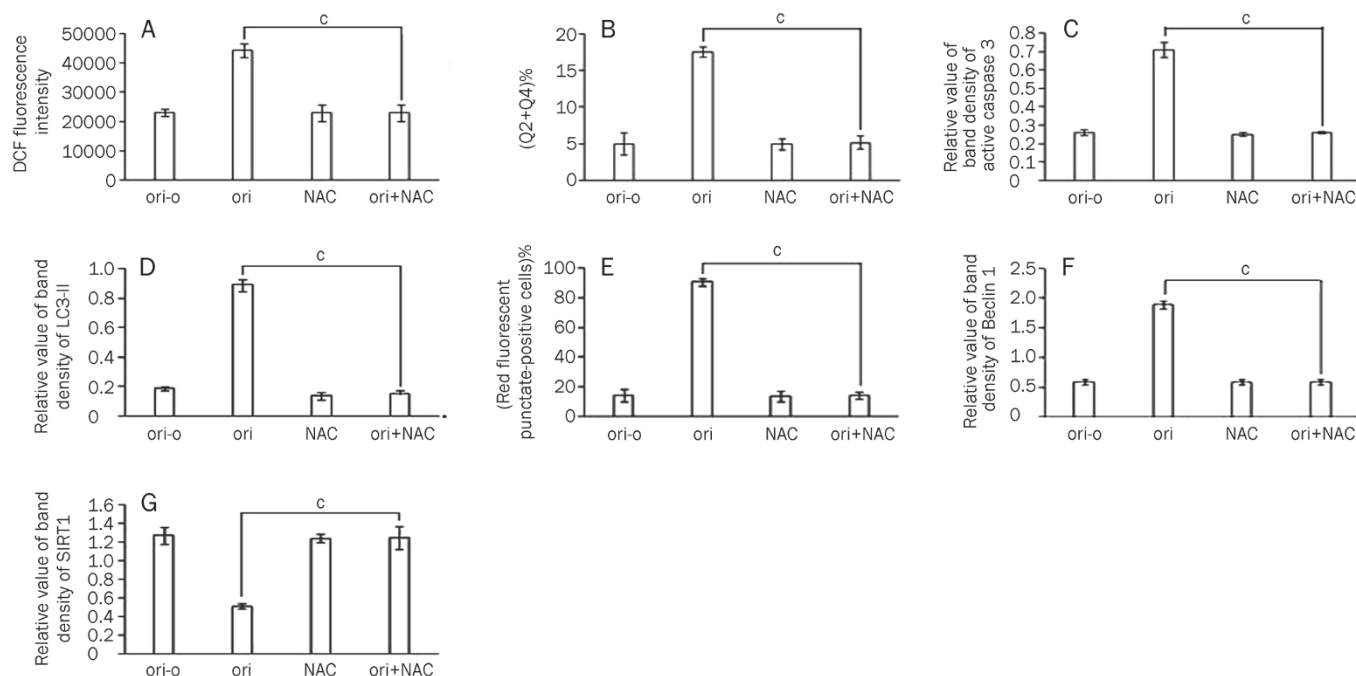 A
DCF fluorescence
intensity
50000
40000
30000
20000
10000
0
c
ori-o ori NAC ori+NAC
B
(Q2+Q4)%
20
15
10
5
0
c
ori-o ori NAC ori+NAC
C
Relative value of
band density of
active caspase 3
0.8
0.7
0.6
0.5
0.4
0.3
0.2
0.1
0
c
ori-o ori NAC ori+NAC
D
Relative value of band
density of LC3-II
1.0
0.8
0.6
0.4
0.2
0
c
ori-o ori NAC ori+NAC
E
(Red fluorescent
punctate-positive cells)%
100
80
60
40
20
0
c
ori-o ori NAC ori+NAC
F
Relative value of band
density of Beclin 1
2.5
2.0
1.5
1.0
0.5
0
c
ori-o ori NAC ori+NAC
G
Relative value of band
density of SIRT1
1.6
1.4
1.2
1.0
0.8
0.6
0.4
0.2
0
c
ori-o ori NAC ori+NAC